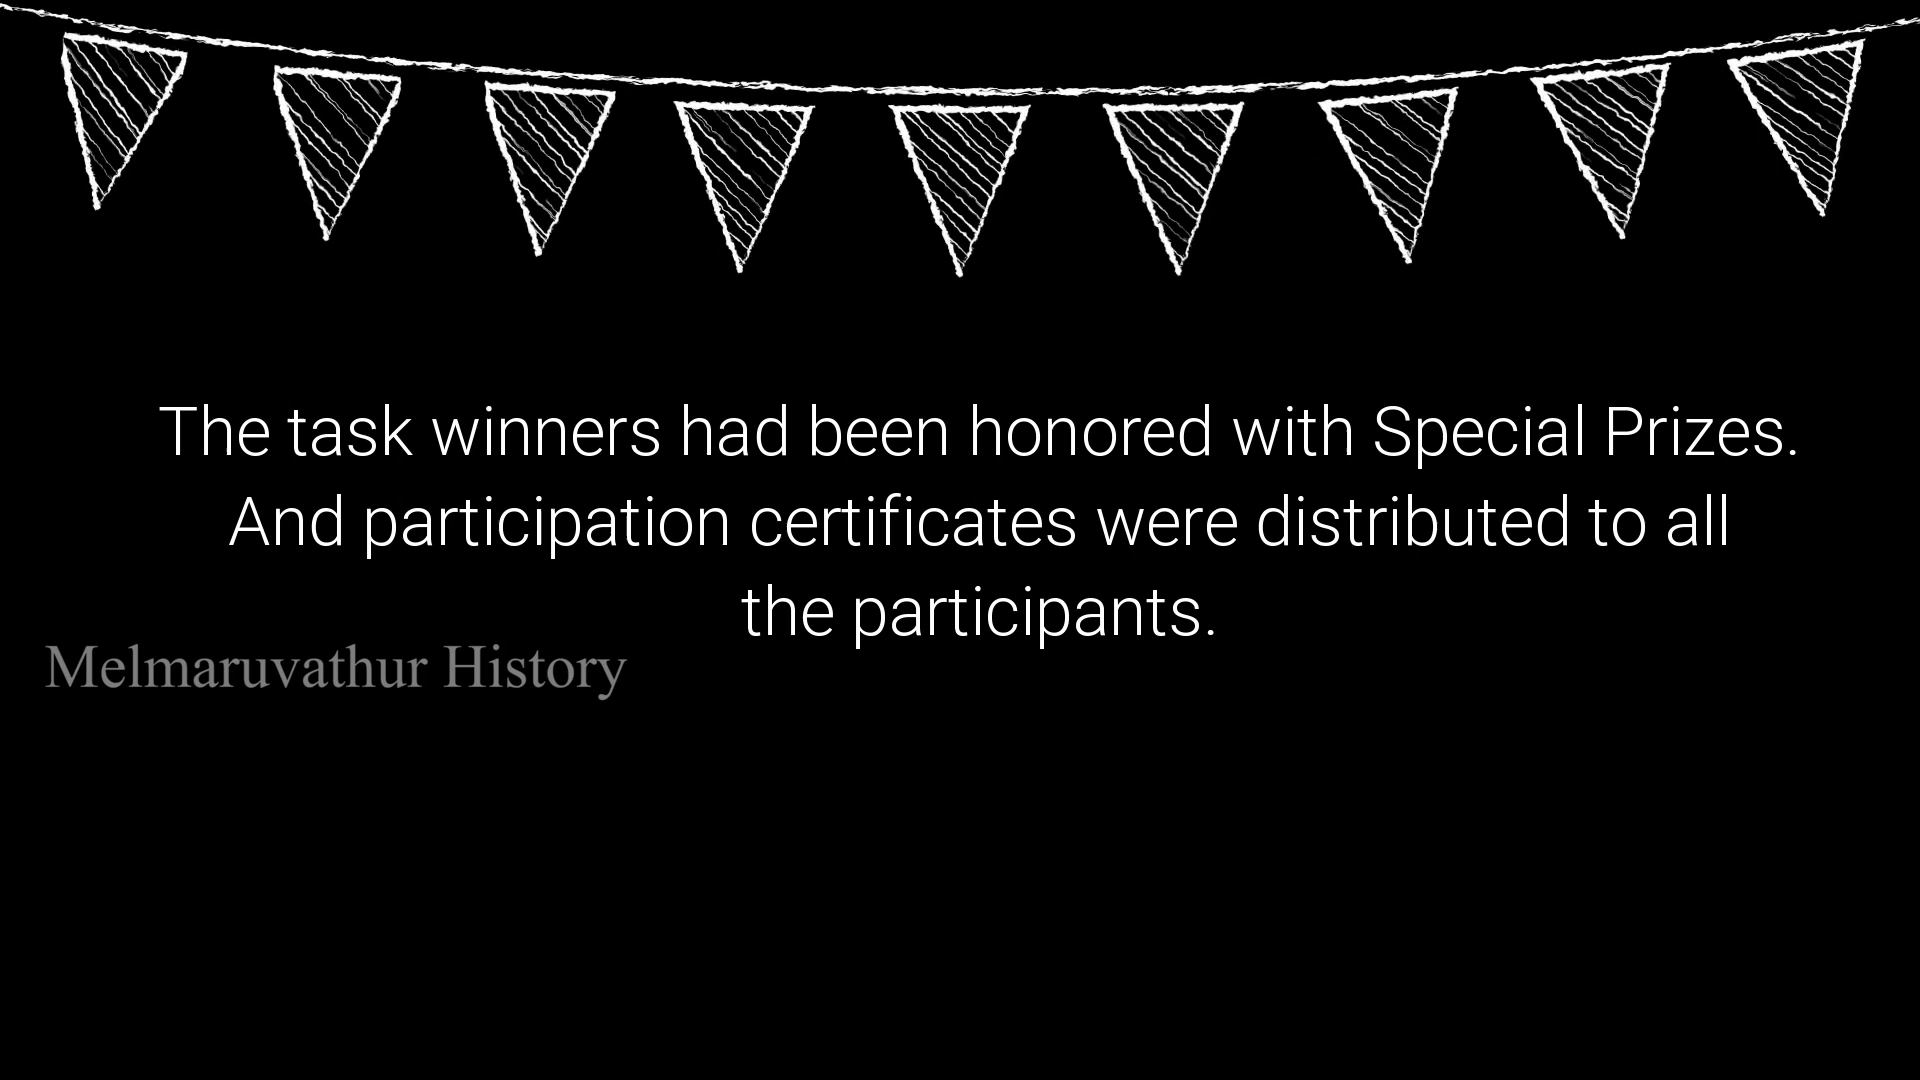 The task winners had been honored with Special Prizes.
And participation certificates were distributed to all
the participants.
Melmaruvathur History